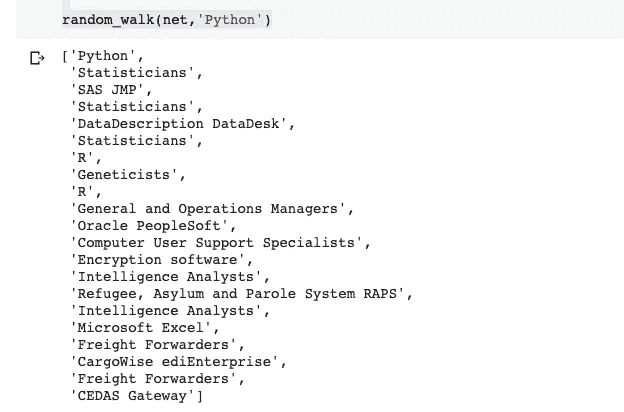 random_walk(net,'Python')
['Python',
'Statisticians',
'SAS JMP',
'Statisticians',
'DataDescription DataDesk',
'Statisticians',
'R',
'Geneticists',
'R',
'General and Operations Managers',
'Oracle PeopleSoft',
'Computer User Support Specialists',
'Encryption software',
'Intelligence Analysts',
'Refugee, Asylum and Parole System RAPS',
'Intelligence Analysts',
'Microsoft Excel',
'Freight Forwarders',
'CargoWise ediEnterprise',
'Freight Forwarders',
'CEDAS Gateway']